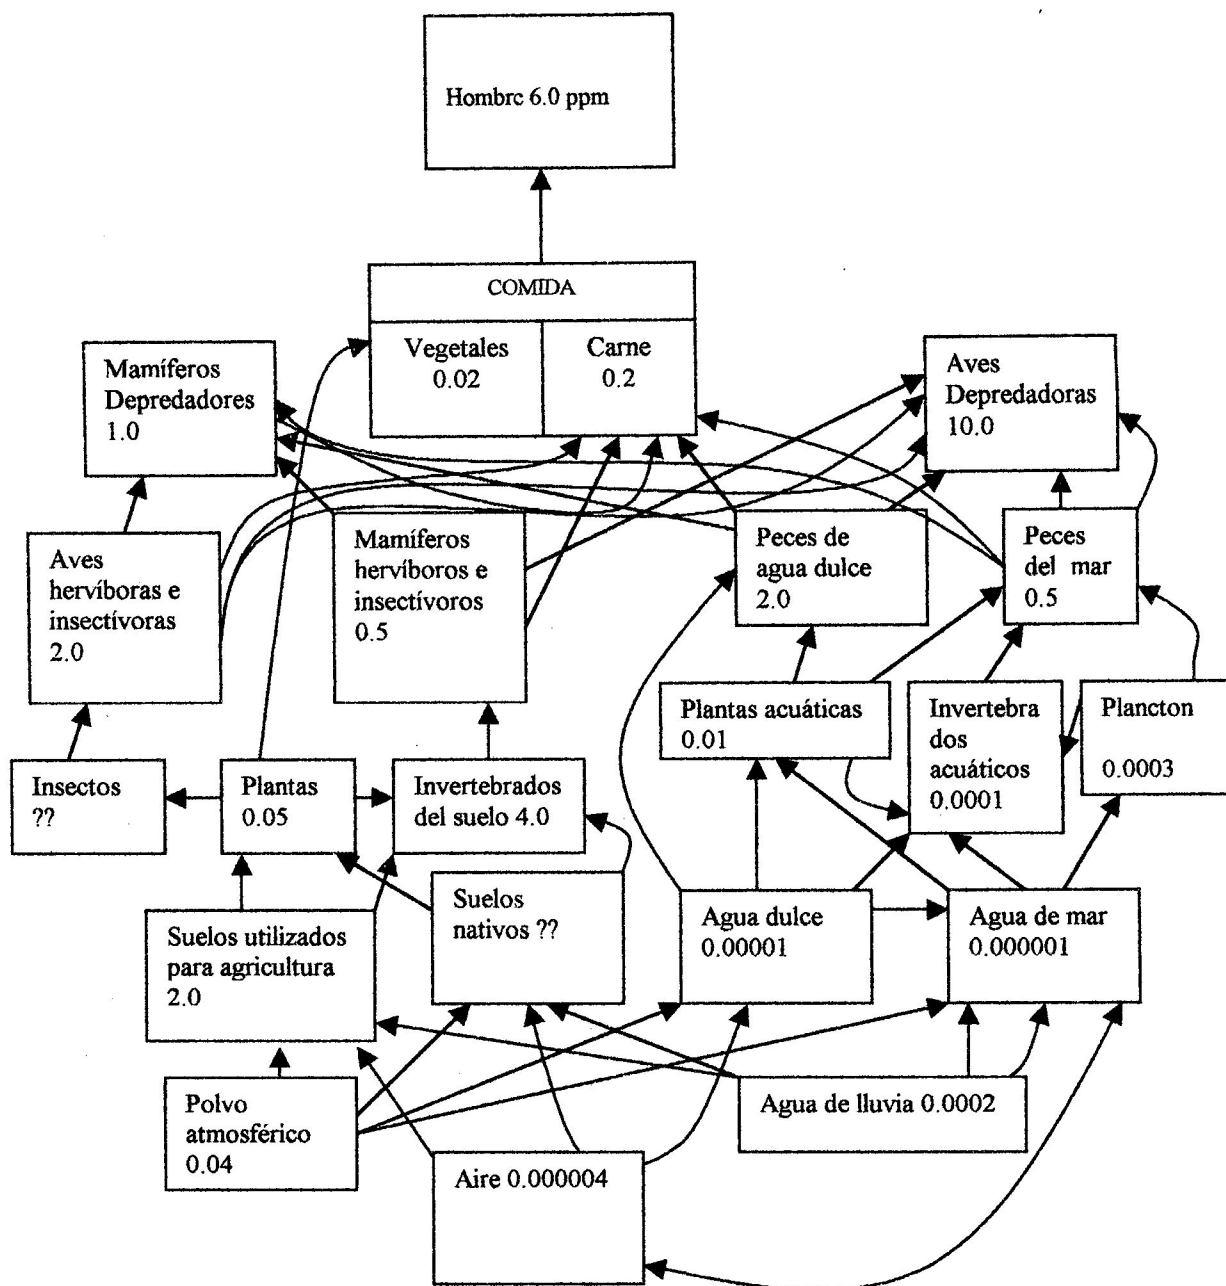 Hombre 6.0 ppm
COMIDA
Vegetales
0.02
Carne
0.2
Mamíferos
Depredadores
1.0
Aves
Depredadoras
10.0
Aves
hervíboras e
insectívoras
2.0
Mamíferos
hervíboros e
insectívoros
0.5
Peces de
agua dulce
2.0
Peces
del mar
0.5
Plantas acuáticas
0.01
Invertebra
dos
acuáticos
0.0001
Plancton
0.0003
Insectos
??
Plantas
0.05
Invertebrados
del suelo 4.0
Suelos utilizados
para agricultura
2.0
Suelos
nativos ??
Agua dulce
0.00001
Agua de mar
0.000001
Polvo
atmosférico
0.04
Aire 0.000004
Agua de lluvia 0.0002